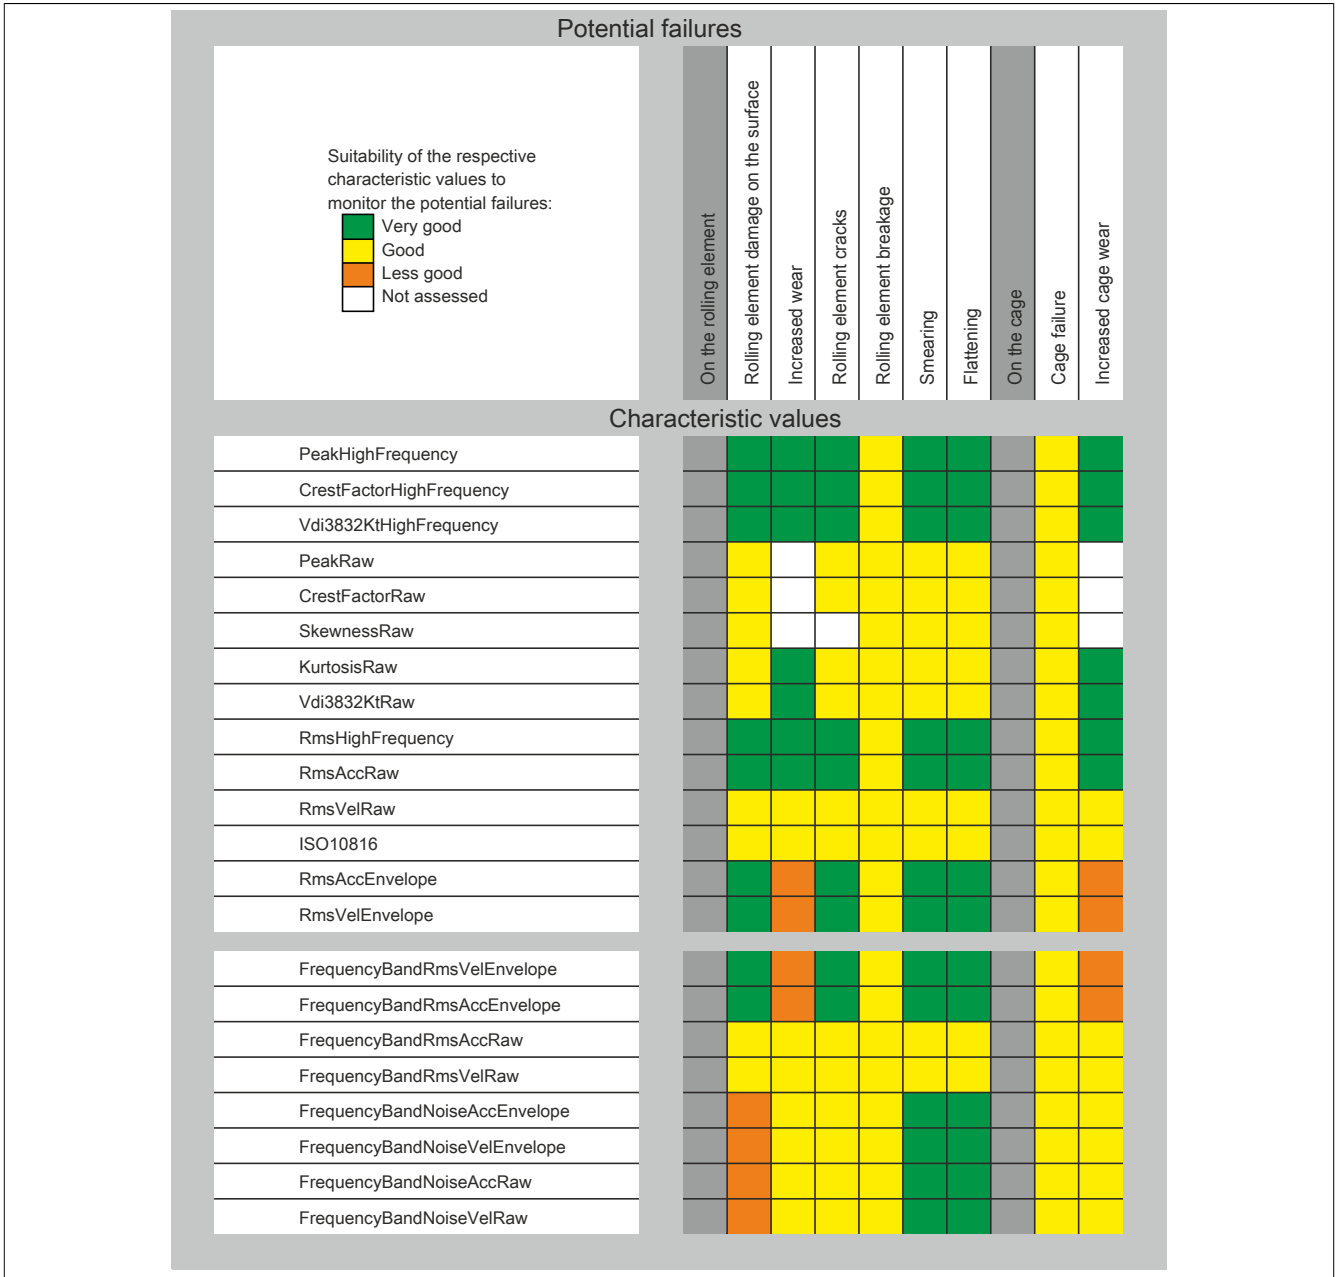 Potential failures
Suitability of the respective
characteristic values to
monitor the potential failures:
Very good
Good
Less good
Not assessed
On the rolling element
Rolling element damage on the surface
Increased wear
Rolling element cracks
Rolling element breakage
Smearing
Flattening
On the cage
Cage failure
Increased cage wear
Characteristic values
PeakHighFrequency
CrestFactorHighFrequency
Vdi3832KtHighFrequency
PeakRaw
CrestFactorRaw
SkewnessRaw
KurtosisRaw
Vdi3832KtRaw
RmsHighFrequency
RmsAccRaw
RmsVelRaw
ISO10816
RmsAccEnvelope
RmsVelEnvelope
FrequencyBandRmsVelEnvelope
FrequencyBandRmsAccEnvelope
FrequencyBandRmsAccRaw
FrequencyBandRmsVelRaw
FrequencyBandNoiseAccEnvelope
FrequencyBandNoiseVelEnvelope
FrequencyBandNoiseAccRaw
FrequencyBandNoiseVelRaw